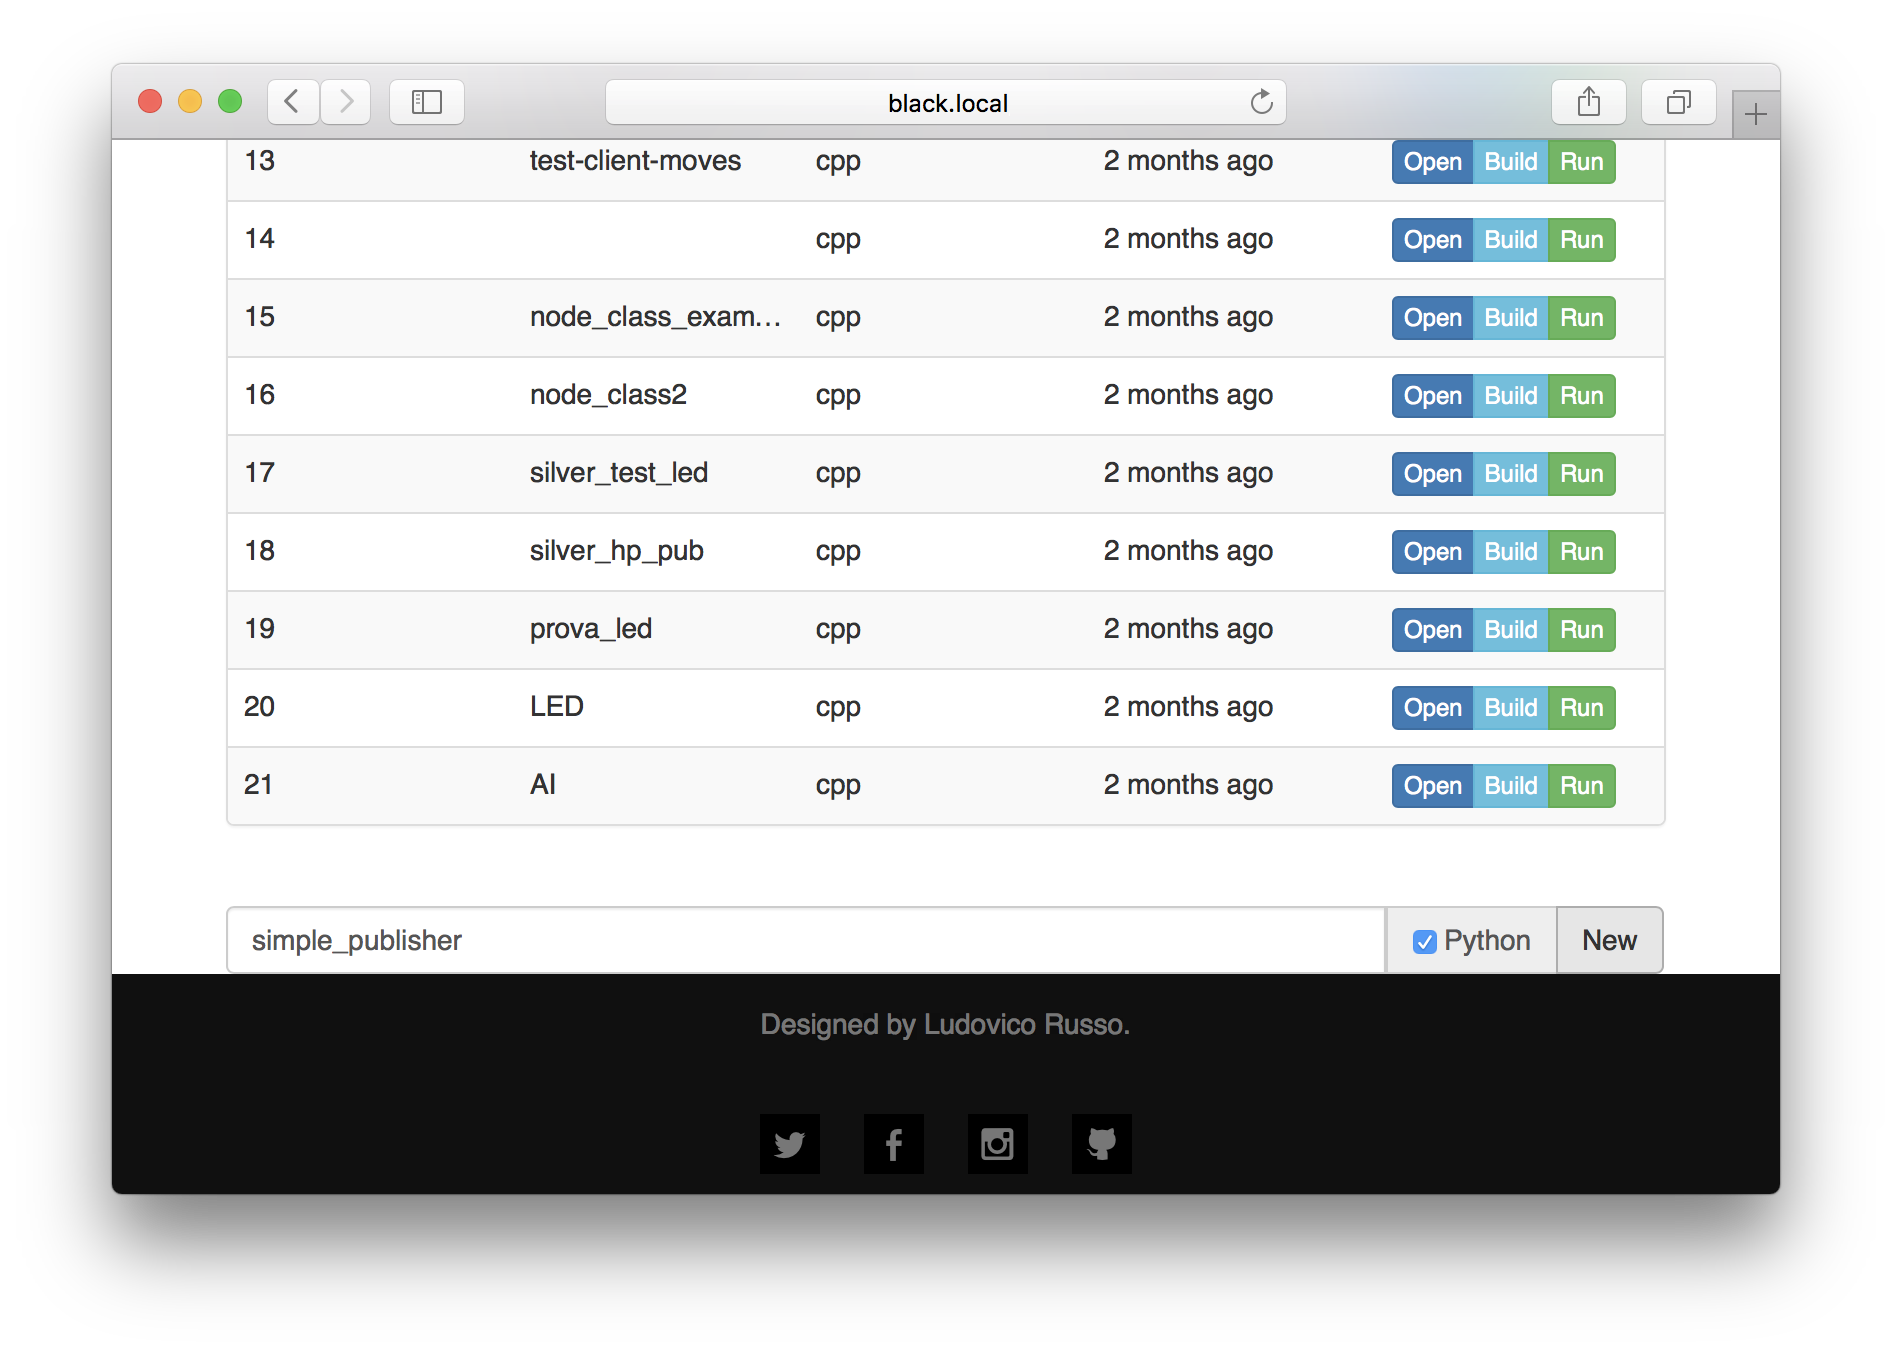 black.local
13 test-client-moves cpp 2 months ago Open Build Run
14 cpp 2 months ago Open Build Run
15 node_class_exam... cpp 2 months ago Open Build Run
16 node_class2 cpp 2 months ago Open Build Run
17 silver_test_led cpp 2 months ago Open Build Run
18 silver_hp_pub cpp 2 months ago Open Build Run
19 prova_led cpp 2 months ago Open Build Run
20 LED cpp 2 months ago Open Build Run
21 AI cpp 2 months ago Open Build Run
simple_publisher Python New
Designed by Ludovico Russo.